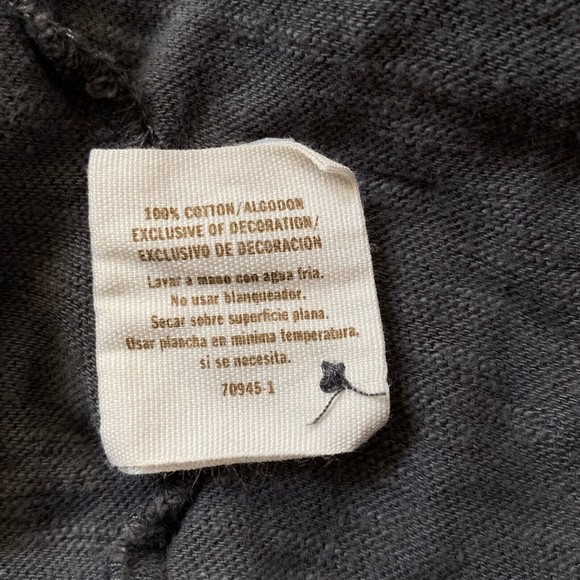 100% COTTON/ALGODON
EXCLUSIVE OF DECORATION/
EXCLUSIVO DE DECORACION
Lavar a mano con agua fria.
No usar blanqueador.
Secar sobre superficie plana.
Usar plancha en minima temperatura,
si se necesita.
70945-1